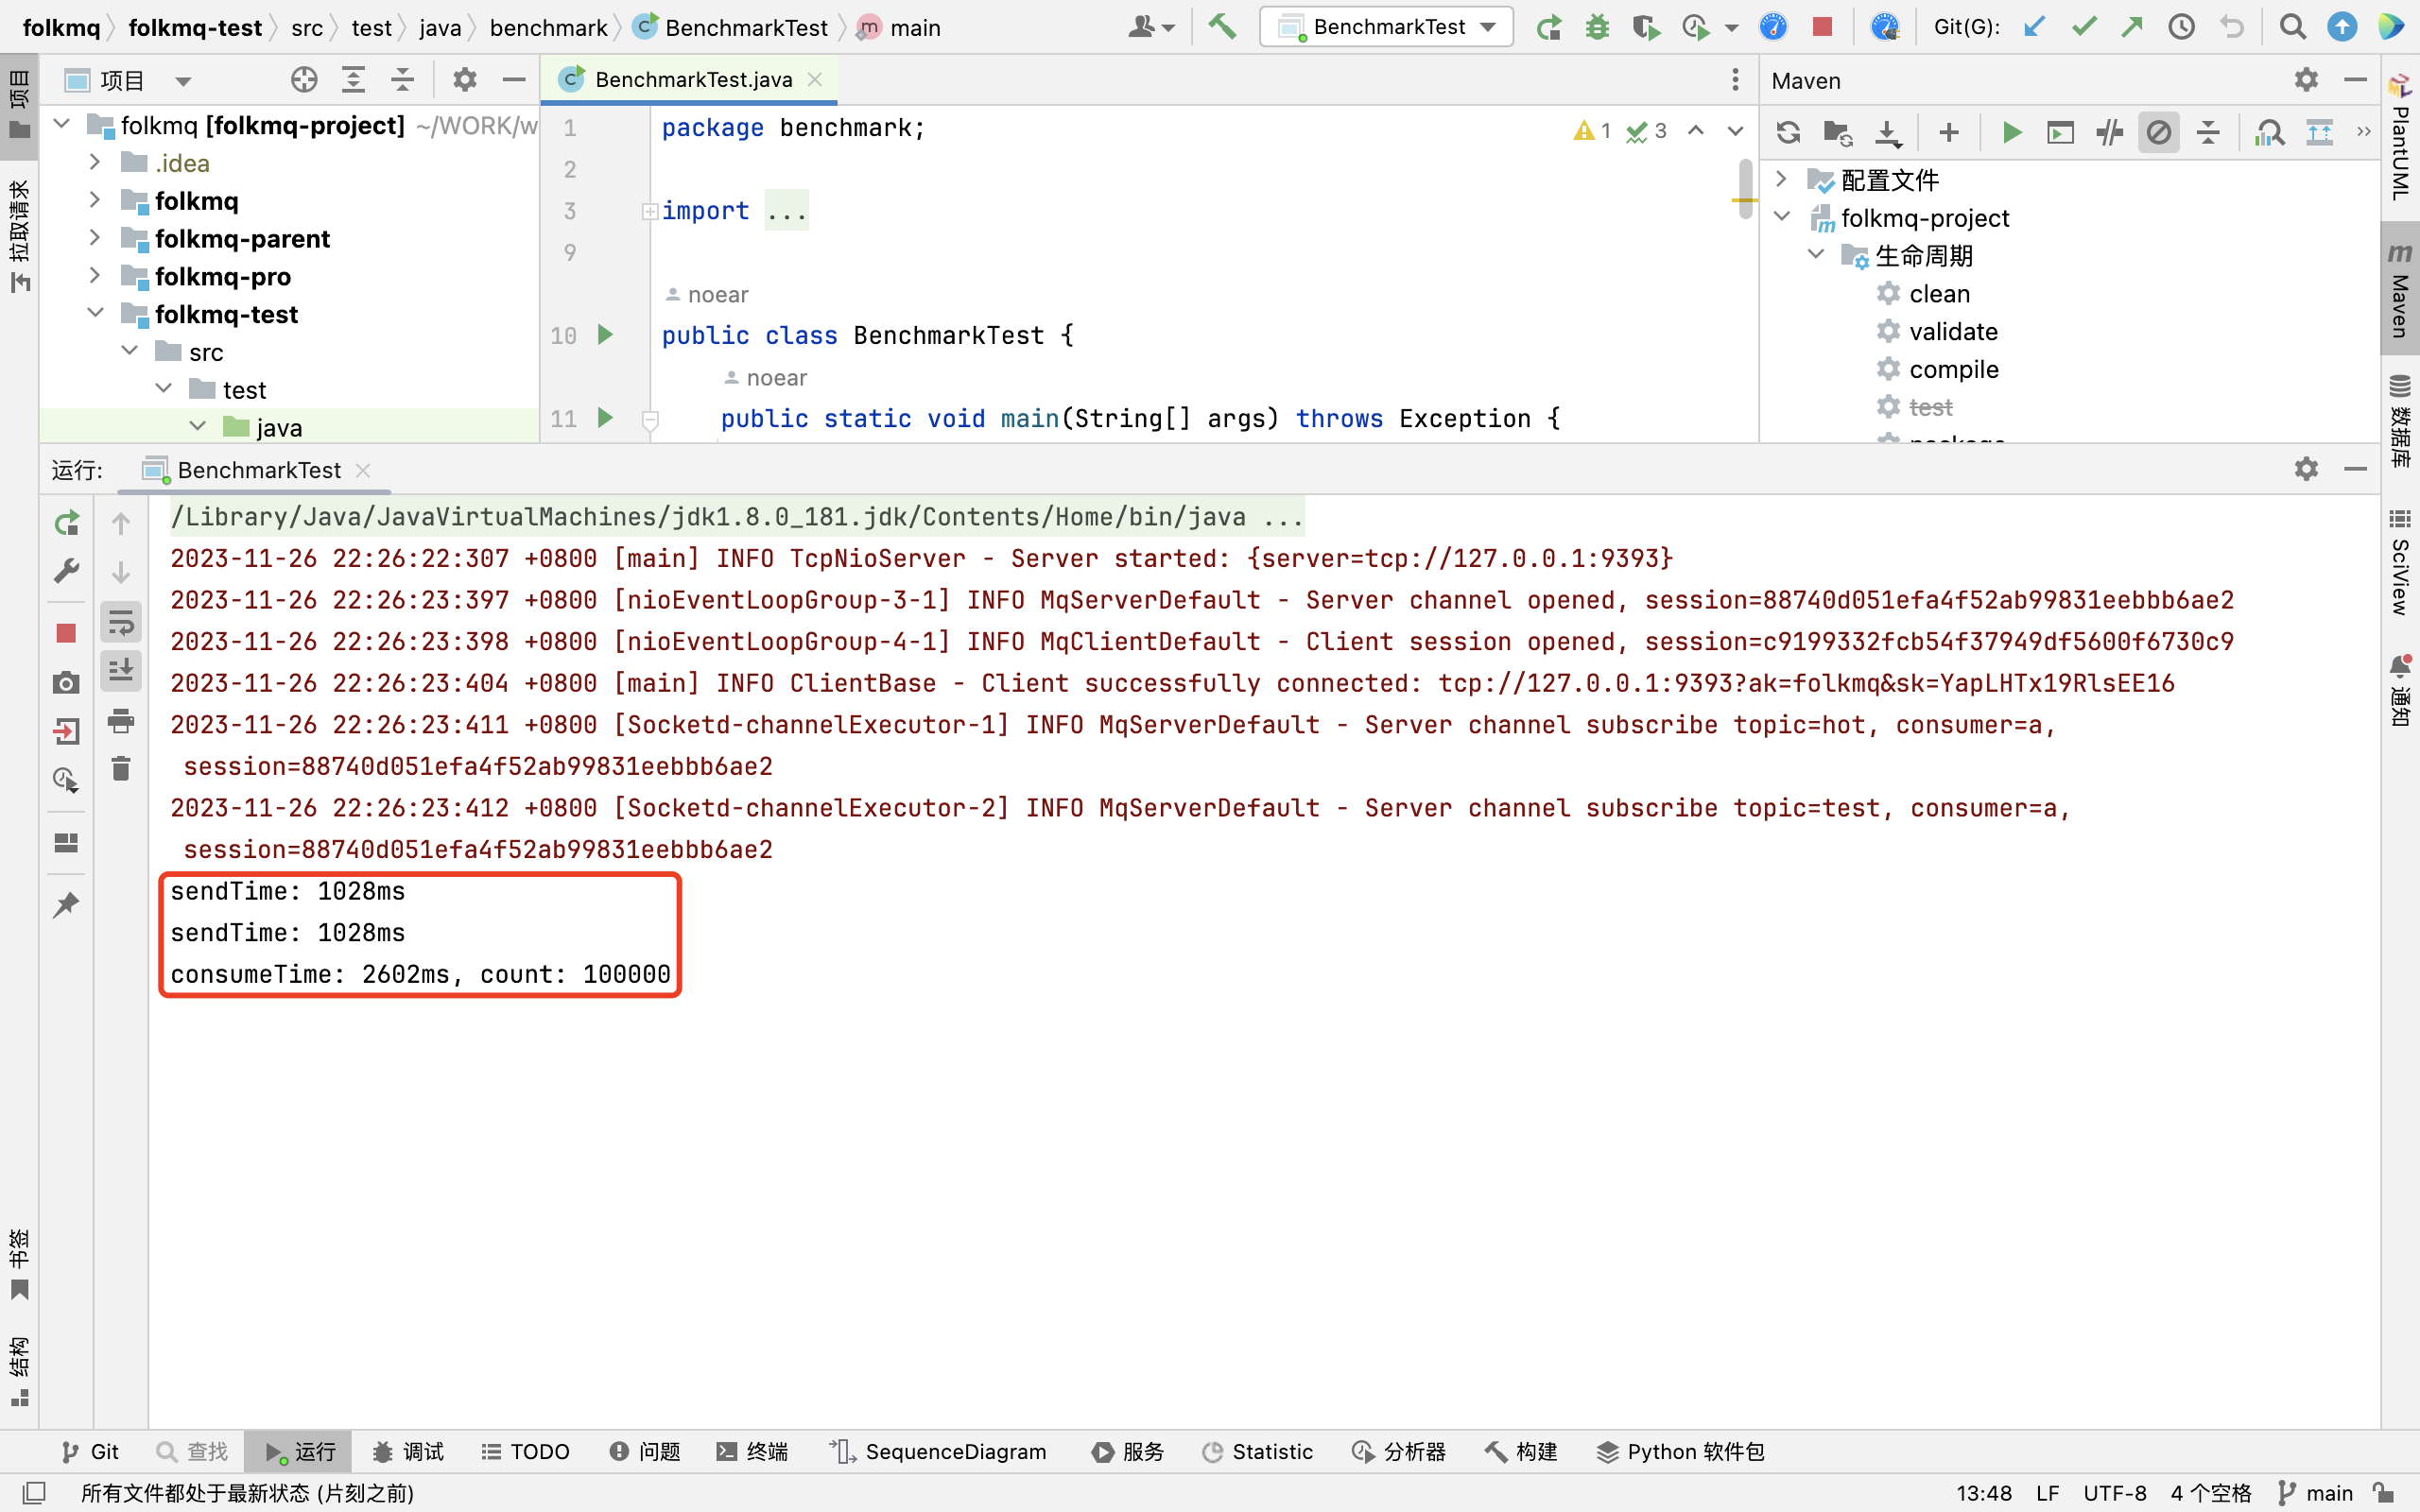 folkmq folkmq-test src test java benchmark BenchmarkTest main
BenchmarkTest
Git(G):
项目
BenchmarkTest.java
Maven
项目
拉取请求
folkmq [folkmq-project] ~/WORK/w
.idea
folkmq
folkmq-parent
folkmq-pro
folkmq-test
src
test
java
1 package benchmark;
2
3 import ...
9
noear
10 public class BenchmarkTest {
noear
11 public static void main(String[] args) throws Exception {
1 3
配置文件
folkmq-project
生命周期
clean
validate
compile
test
package
PlantUML
Maven
数据库
SciView
通知
运行: BenchmarkTest
/Library/Java/JavaVirtualMachines/jdk1.8.0_181.jdk/Contents/Home/bin/java ...
2023-11-26 22:26:22:307 +0800 [main] INFO TcpNioServer - Server started: {server=tcp://127.0.0.1:9393}
2023-11-26 22:26:23:397 +0800 [nioEventLoopGroup-3-1] INFO MqServerDefault - Server channel opened, session=88740d051efa4f52ab99831eebbb6ae2
2023-11-26 22:26:23:398 +0800 [nioEventLoopGroup-4-1] INFO MqClientDefault - Client session opened, session=c9199332fcb54f37949df5600f6730c9
2023-11-26 22:26:23:404 +0800 [main] INFO ClientBase - Client successfully connected: tcp://127.0.0.1:9393?ak=folkmq&sk=YapLHTx19RlsEE16
2023-11-26 22:26:23:411 +0800 [Socketd-channelExecutor-1] INFO MqServerDefault - Server channel subscribe topic=hot, consumer=a,
session=88740d051efa4f52ab99831eebbb6ae2
2023-11-26 22:26:23:412 +0800 [Socketd-channelExecutor-2] INFO MqServerDefault - Server channel subscribe topic=test, consumer=a,
session=88740d051efa4f52ab99831eebbb6ae2
sendTime: 1028ms
sendTime: 1028ms
consumeTime: 2602ms, count: 100000
书签
结构
Git 查找 运行 调试 TODO 问题 终端 SequenceDiagram 服务 Statistic 分析器 构建 Python 软件包
所有文件都处于最新状态 (片刻之前)
13:48 LF UTF-8 4 个空格 main